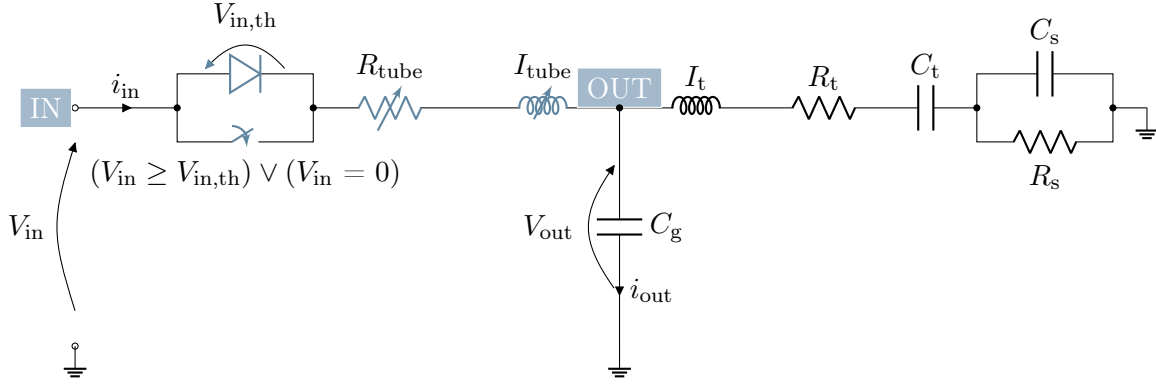 V_in,th
i_in
R_tube
I_tube
OUT
I_t
R_t
C_t
C_s
IN
(V_in ≥ V_in,th) ∨ (V_in = 0)
R_s
V_in
V_out
C_g
i_out